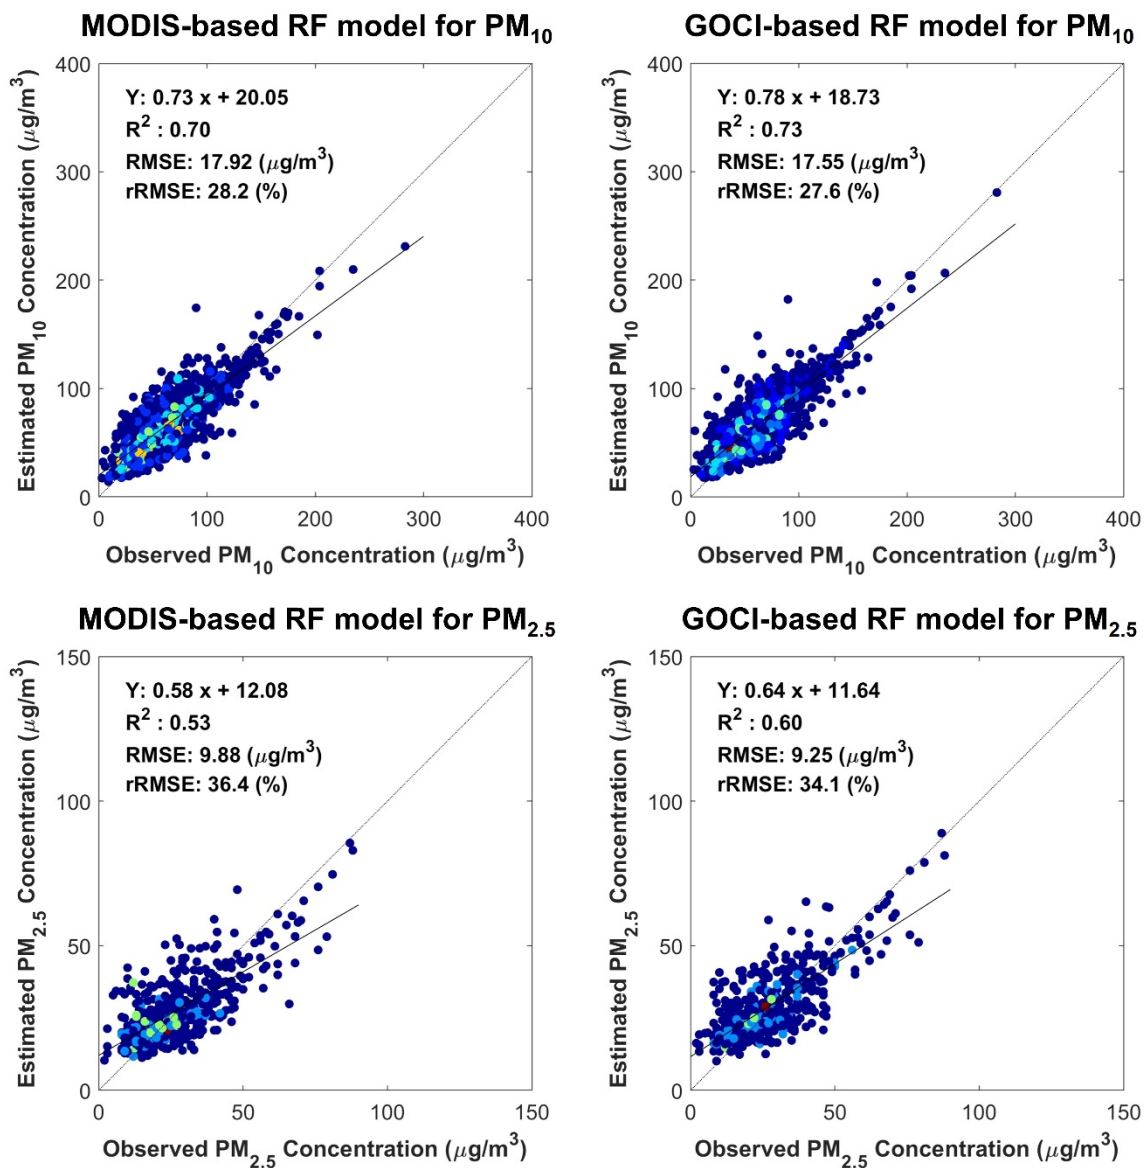 MODIS-based RF model for PM₁₀
Estimated PM₁₀ Concentration (μg/m³)
400
300
200
100
0
Y: 0.73 x + 20.05
R² : 0.70
RMSE: 17.92 (μg/m³)
rRMSE: 28.2 (%)
0 100 200 300 400
Observed PM₁₀ Concentration (μg/m³)
GOCI-based RF model for PM₁₀
Estimated PM₁₀ Concentration (μg/m³)
400
300
200
100
0
Y: 0.78 x + 18.73
R² : 0.73
RMSE: 17.55 (μg/m³)
rRMSE: 27.6 (%)
0 100 200 300 400
Observed PM₁₀ Concentration (μg/m³)
MODIS-based RF model for PM₂.₅
Estimated PM₂.₅ Concentration (μg/m³)
150
100
50
0
Y: 0.58 x + 12.08
R² : 0.53
RMSE: 9.88 (μg/m³)
rRMSE: 36.4 (%)
0 50 100 150
Observed PM₂.₅ Concentration (μg/m³)
GOCI-based RF model for PM₂.₅
Estimated PM₂.₅ Concentration (μg/m³)
150
100
50
0
Y: 0.64 x + 11.64
R² : 0.60
RMSE: 9.25 (μg/m³)
rRMSE: 34.1 (%)
0 50 100 150
Observed PM₂.₅ Concentration (μg/m³)